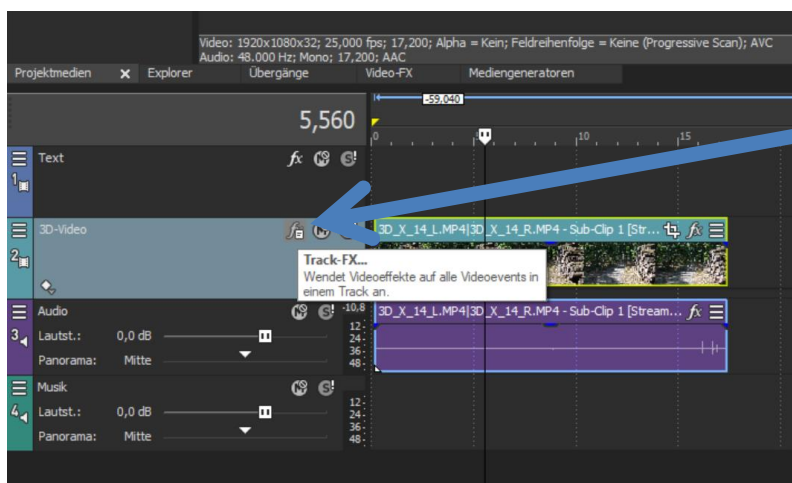 Video: 1920x1080x32; 25,000 fps; 17,200; Alpha = Kein; Feldreihenfolge = Keine (Progressive Scan); AVC
Audio: 48.000 Hz; Mono; 17,200; AAC
Projektmedien X Explorer Übergänge Video-FX Mediengeneratoren
-59,040
5,560
0 10 15
Text fx M S!
1
3D-Video
3D_X_14_L.MP4|3D_X_14_R.MP4 - Sub-Clip 1 [Str... fx
2
Track-FX...
Wendet Videoeffekte auf alle Videoevents in
einem Track an.
Audio M S! -10,8
3D_X_14_L.MP4|3D_X_14_R.MP4 - Sub-Clip 1 [Stream... fx
3
Lautst.: 0,0 dB
Panorama: Mitte
12
24
36
48
Musik M S!
4
Lautst.: 0,0 dB
Panorama: Mitte
12
24
36
48